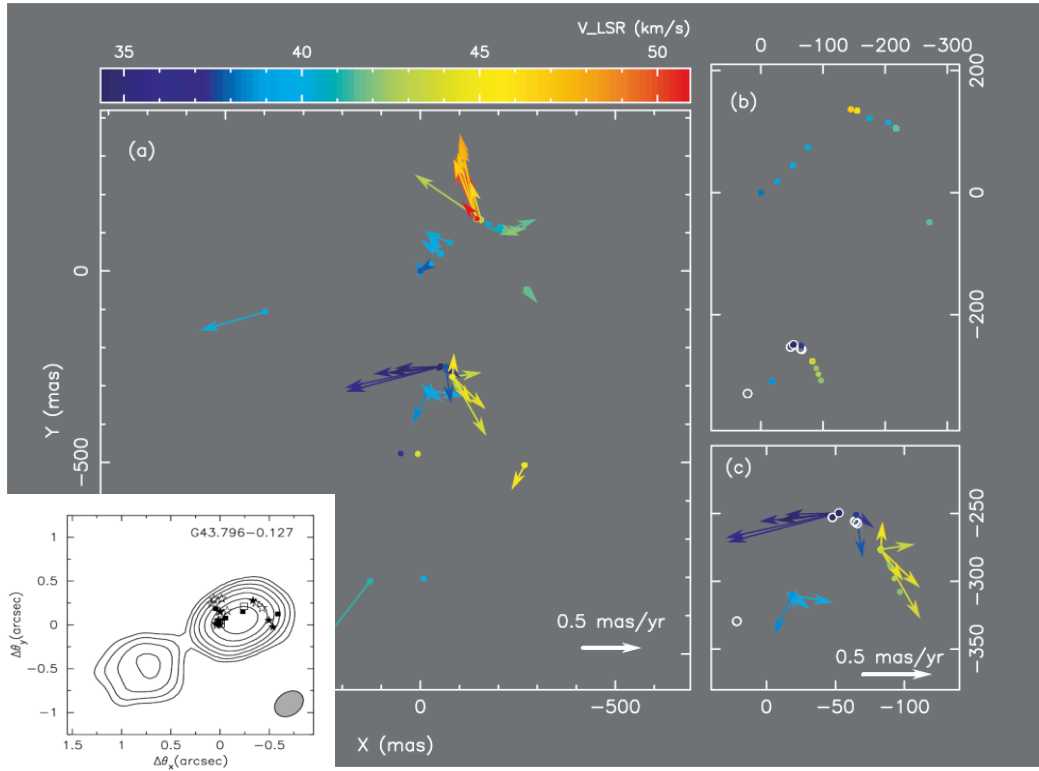 V_LSR (km/s)
35 40 45 50
(a)
0
-500
Y (mas)
0 -500
X (mas)
0.5 mas/yr
0 -100 -200 -300
(b)
200
0
-200
(c)
-250
-300
-350
0.5 mas/yr
0 -50 -100
G43.796-0.127
1
0.5
0
-0.5
-1
Δθy(arcsec)
1.5 1 0.5 0 -0.5
Δθx(arcsec)